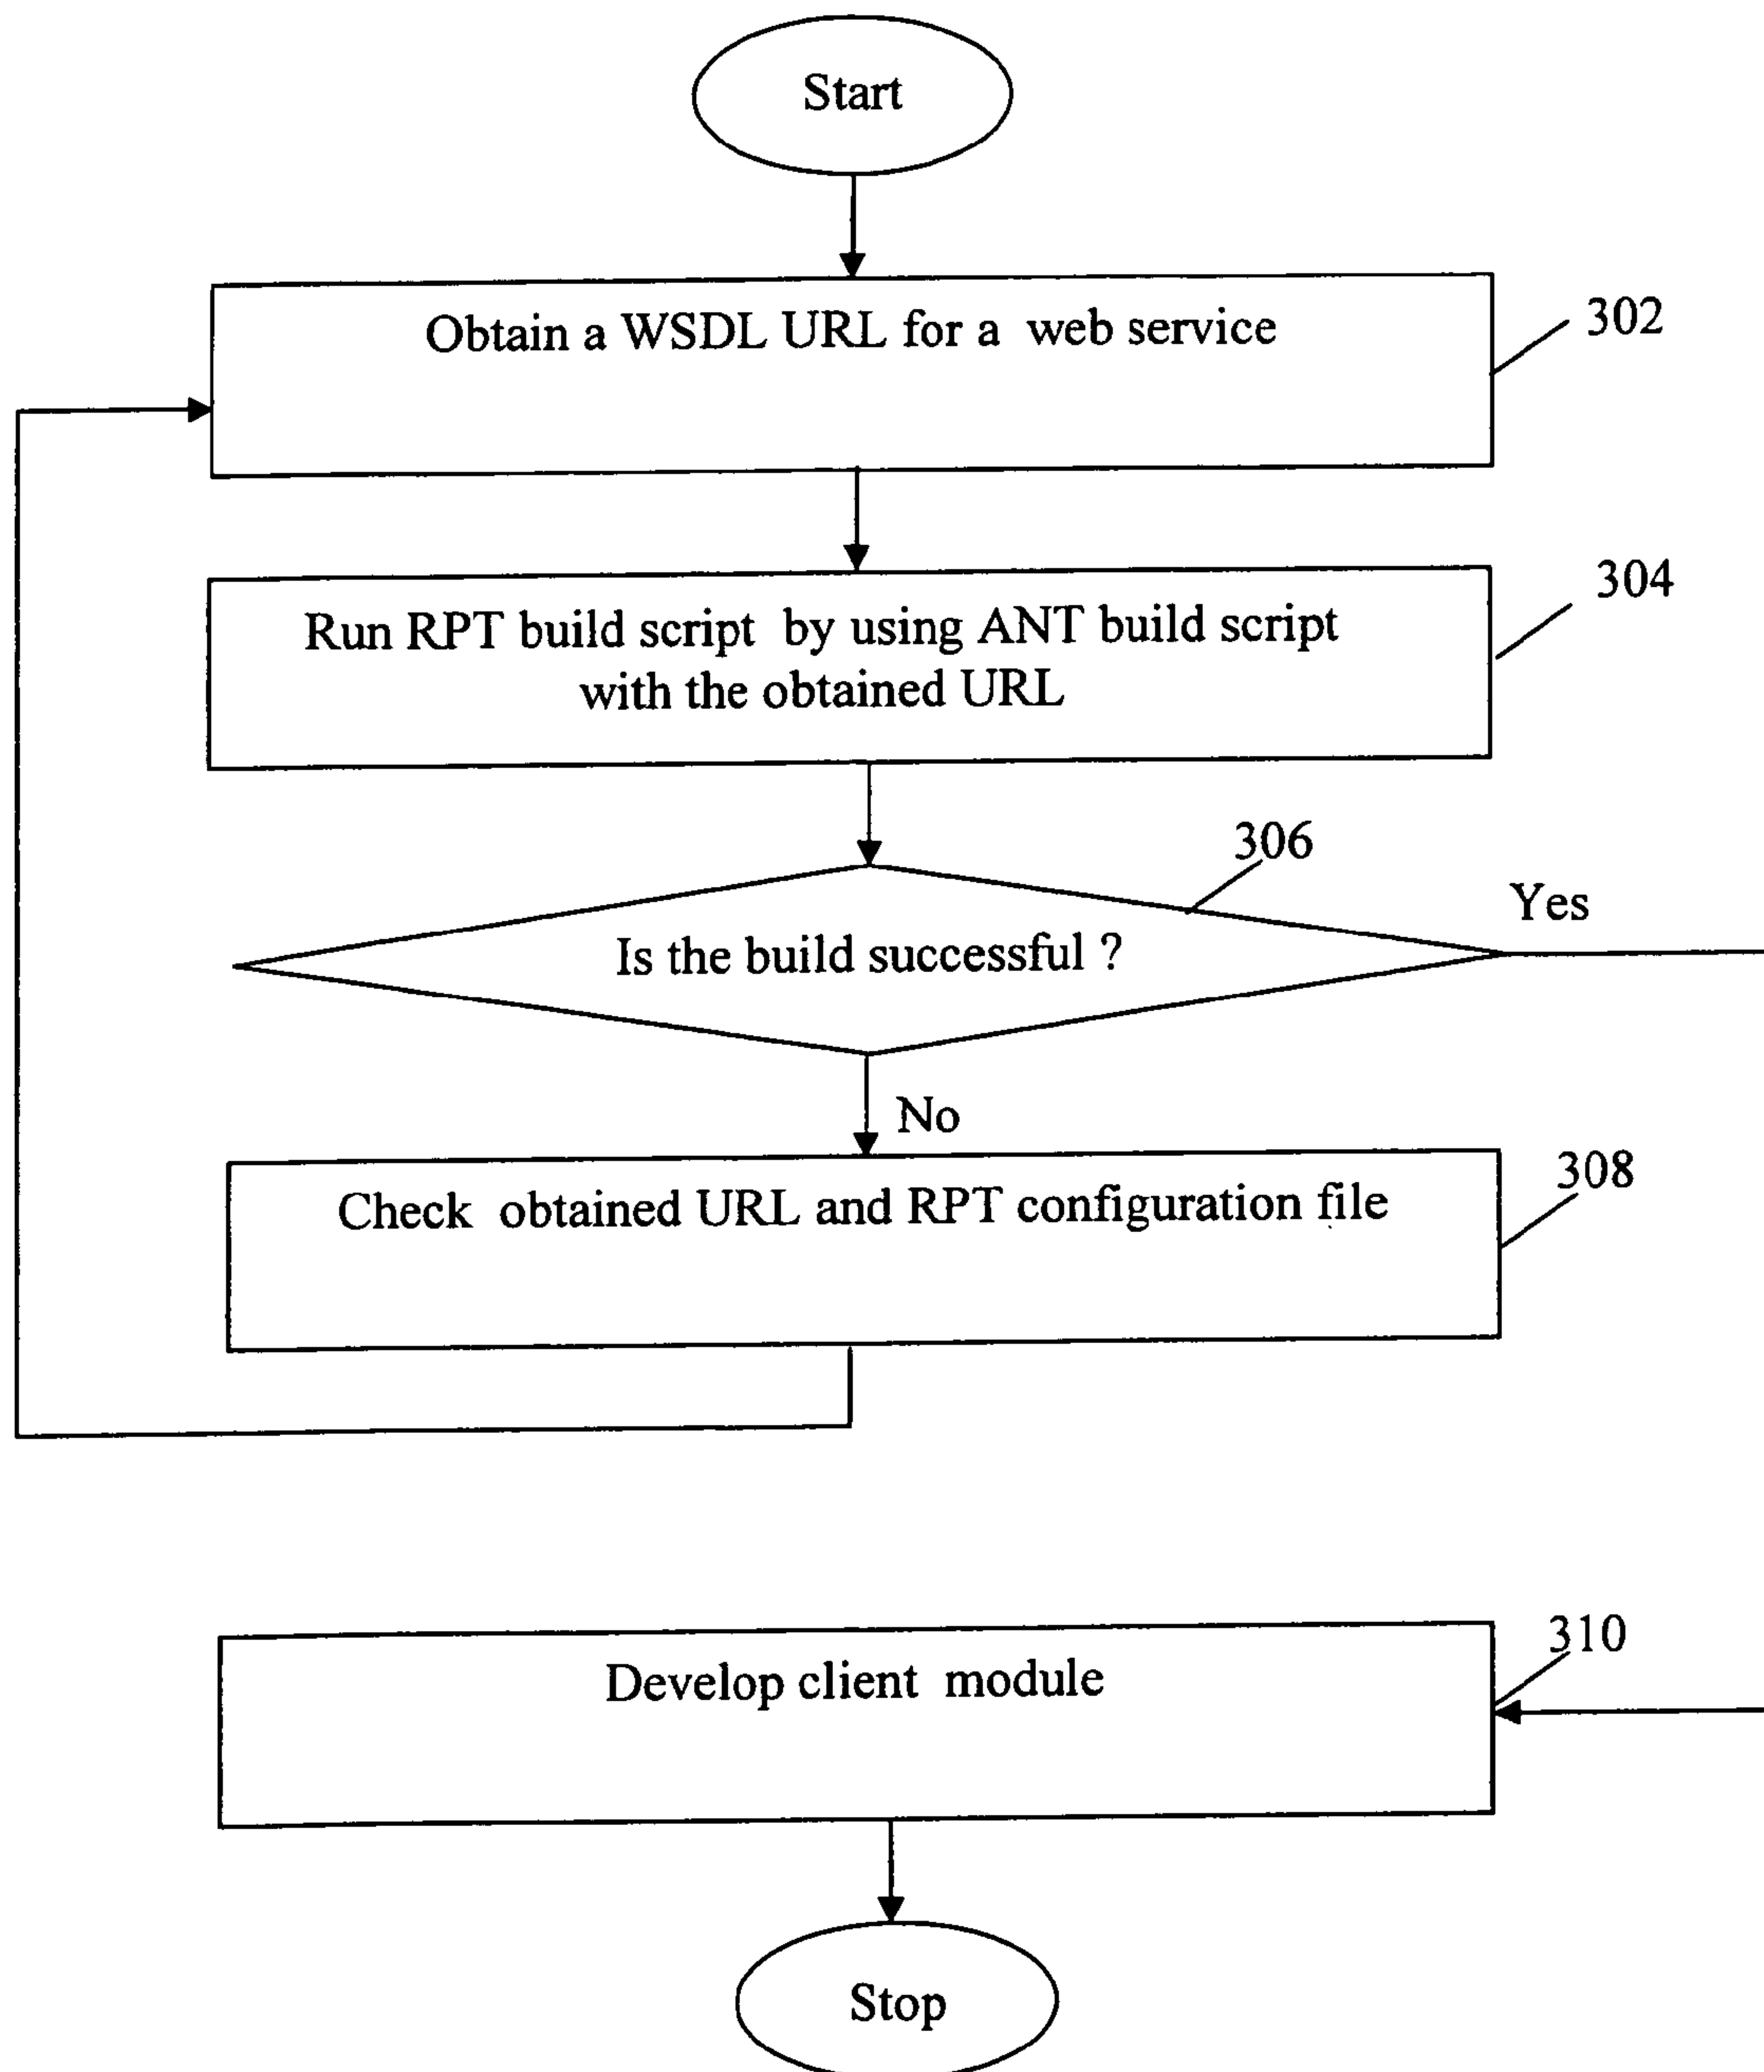 Start
Obtain a WSDL URL for a web service
302
Run RPT build script by using ANT build script
with the obtained URL
304
306
Yes
Is the build successful ?
No
Check obtained URL and RPT configuration file
308
Develop client module
310
Stop